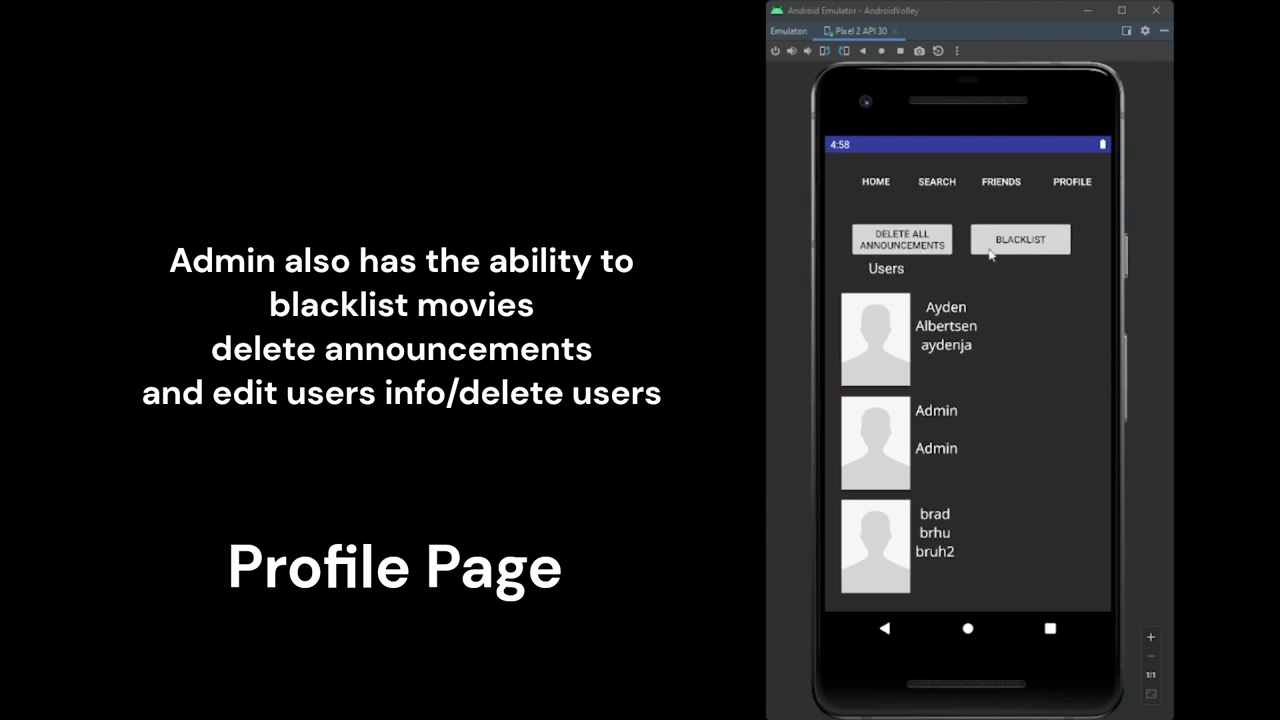 Android Emulator - AndroidVolley
Emulator: Pixel 2 API 30
4:58
HOME SEARCH FRIENDS PROFILE
DELETE ALL
ANNOUNCEMENTS
BLACKLIST
Users
Ayden
Albertsen
aydenja
Admin
Admin
brad
brhu
bruh2
1:1
Admin also has the ability to
blacklist movies
delete announcements
and edit users info/delete users
Profile Page